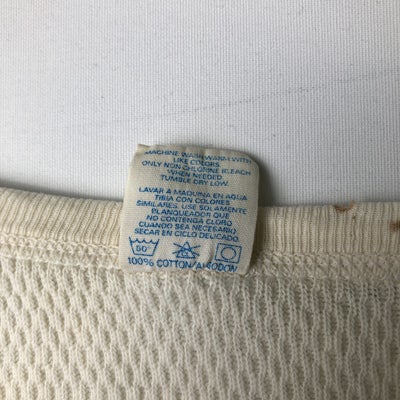 MACHINE WASH WARM WITH
LIKE COLORS.
ONLY NON CHLORINE BLEACH
WHEN NEEDED.
TUMBLE DRY LOW.
LAVAR A MAQUINA EN AGUA
TIBIA CON COLORES
SIMILARES. USE SOLAMENTE
BLANQUEADOR QUE
NO CONTENGA CLORO
CUANDO SEA NECESARIO
SECAR EN CICLO DELICADO.
100% COTTON/ALGODON